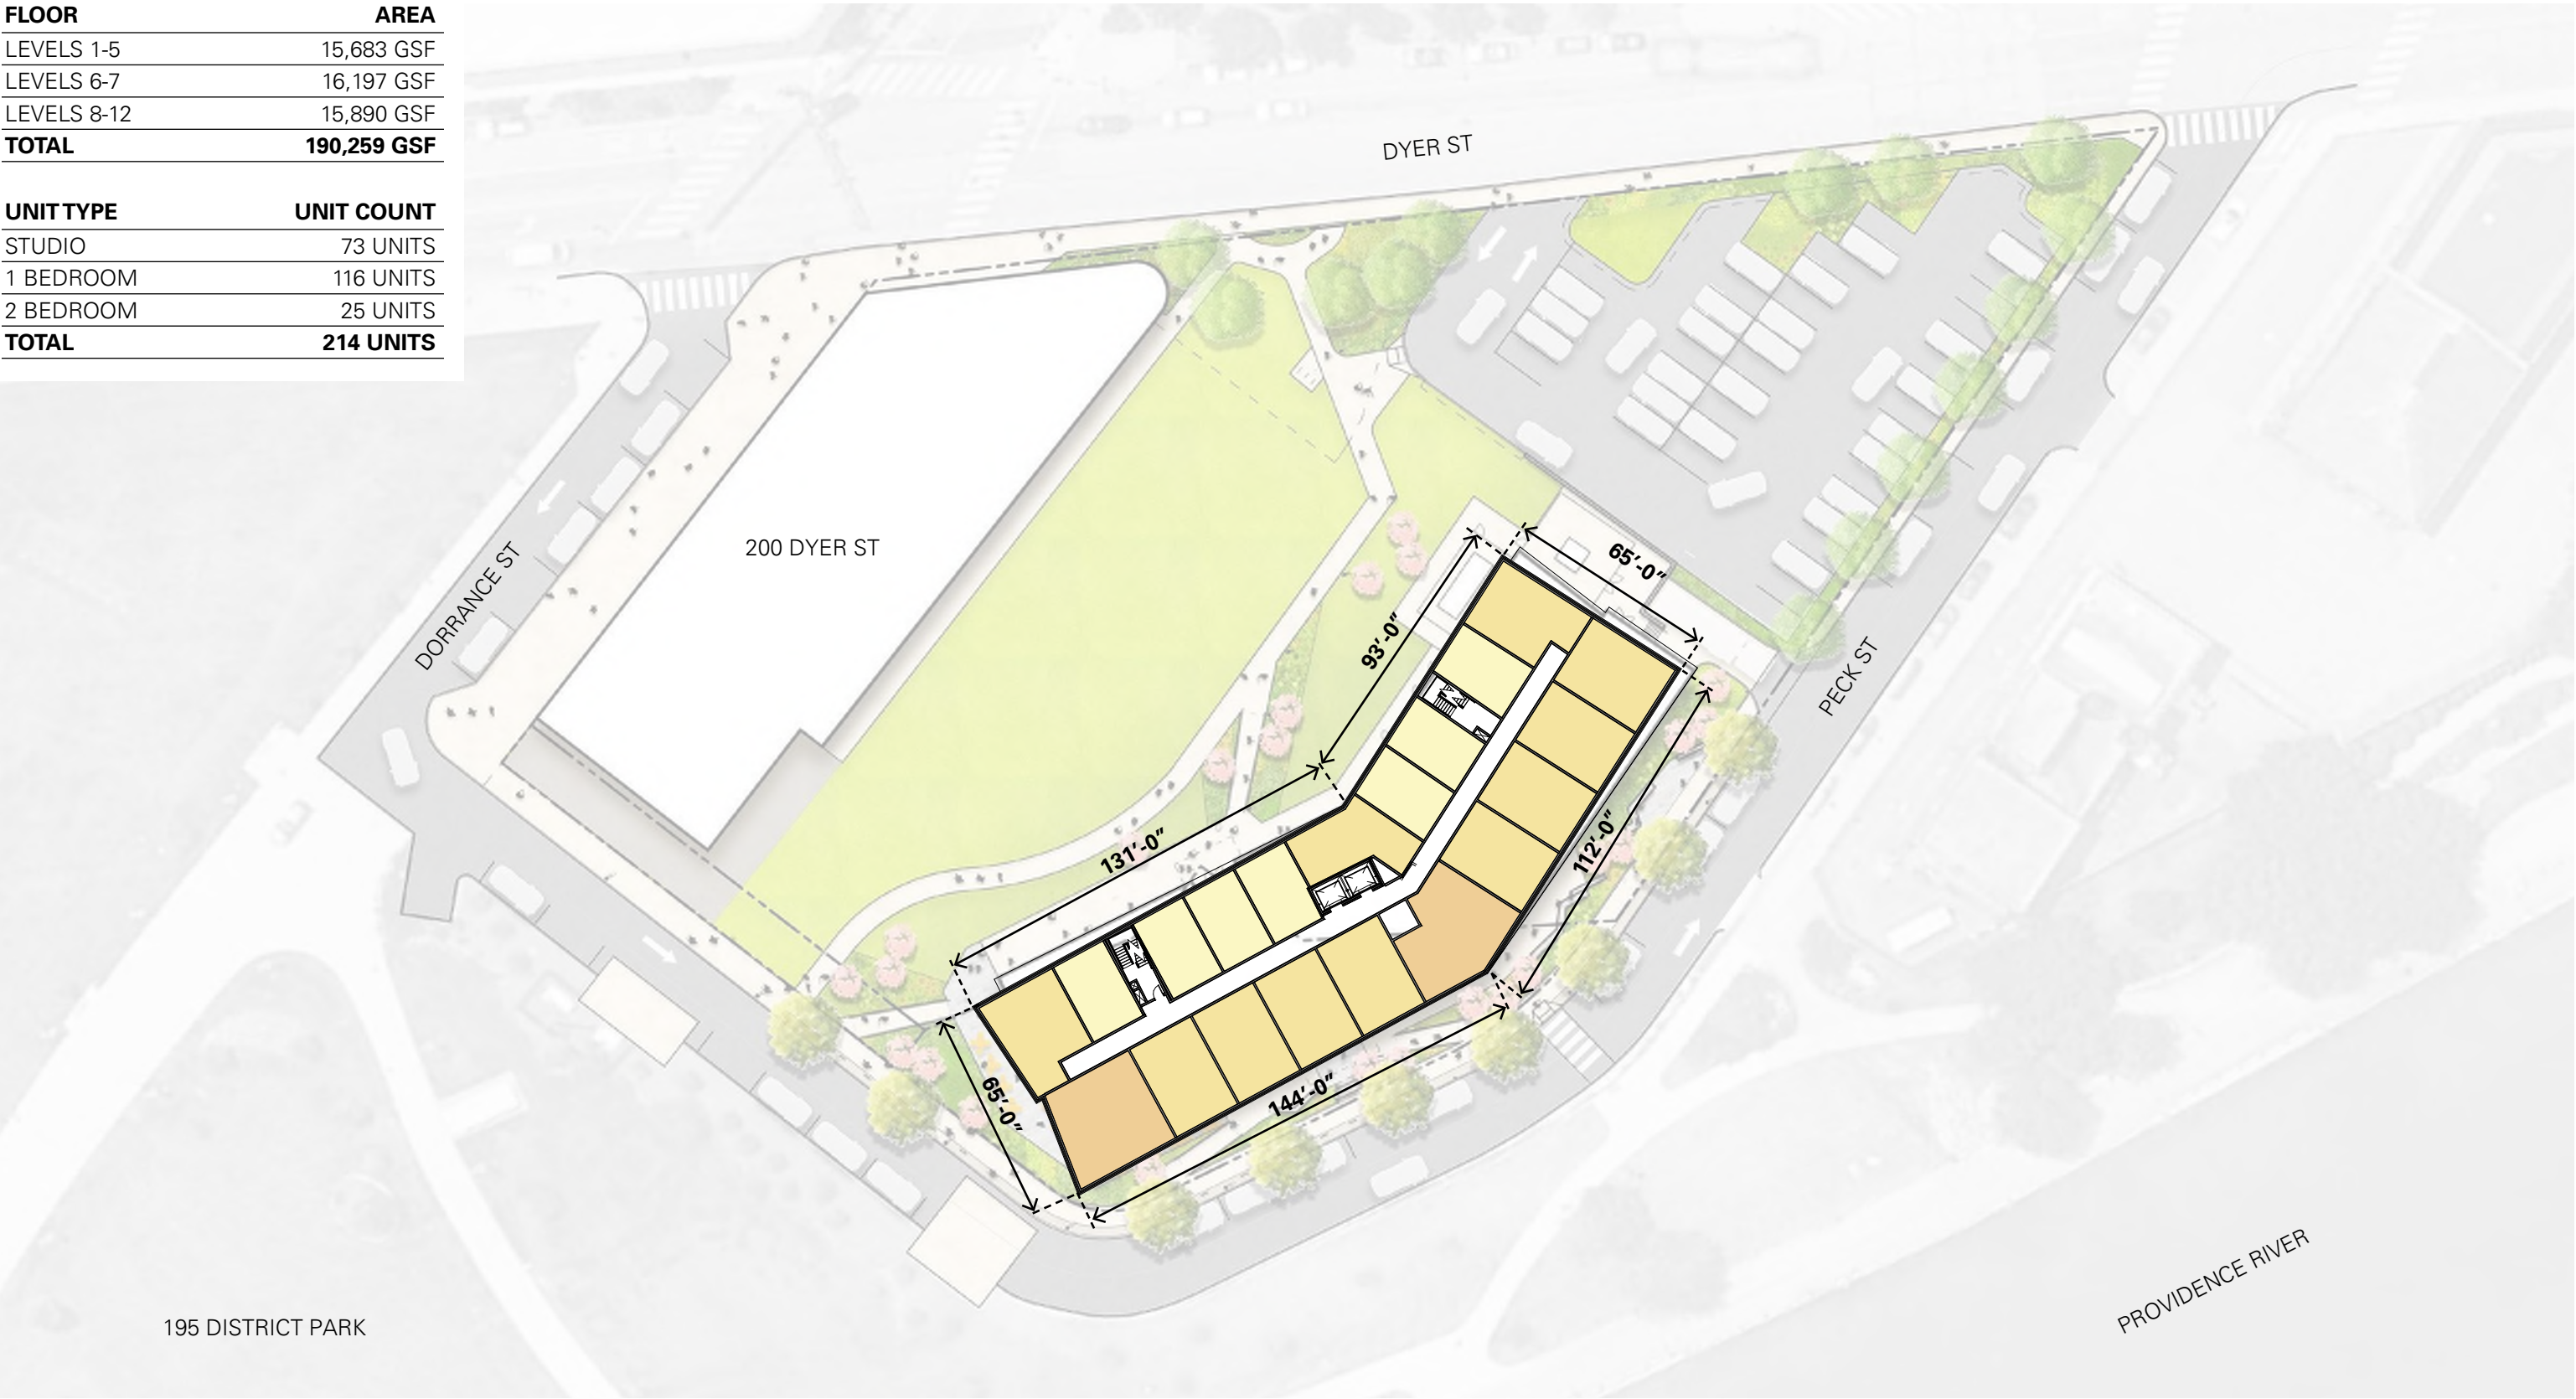 FLOOR AREA
LEVELS 1-5 15,683 GSF
LEVELS 6-7 16,197 GSF
LEVELS 8-12 15,890 GSF
TOTAL 190,259 GSF
UNIT TYPE UNIT COUNT
STUDIO 73 UNITS
1 BEDROOM 116 UNITS
2 BEDROOM 25 UNITS
TOTAL 214 UNITS
DYER ST
200 DYER ST
DORRANCE ST
65'-0"
93'-0"
PECK ST
131'-0"
112'-0"
65'-0"
144'-0"
195 DISTRICT PARK
PROVIDENCE RIVER